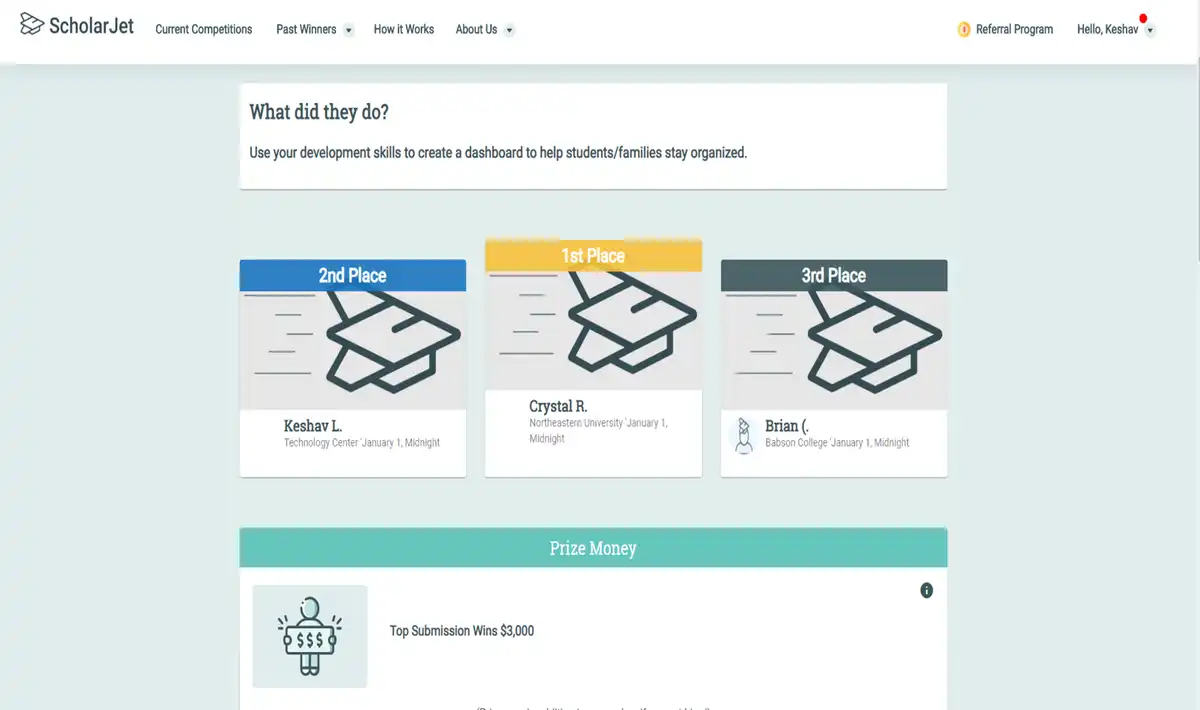 ScholarJet
Current Competitions
Past Winners
How it Works
About Us
Referral Program
Hello, Keshav
What did they do?
Use your development skills to create a dashboard to help students/families stay organized.
2nd Place
Keshav L.
Technology Center 'January 1, Midnight
1st Place
Crystal R.
Northeastern University 'January 1,
Midnight
3rd Place
Brian (.
Babson College 'January 1, Midnight
Prize Money
$$$
Top Submission Wins $3,000